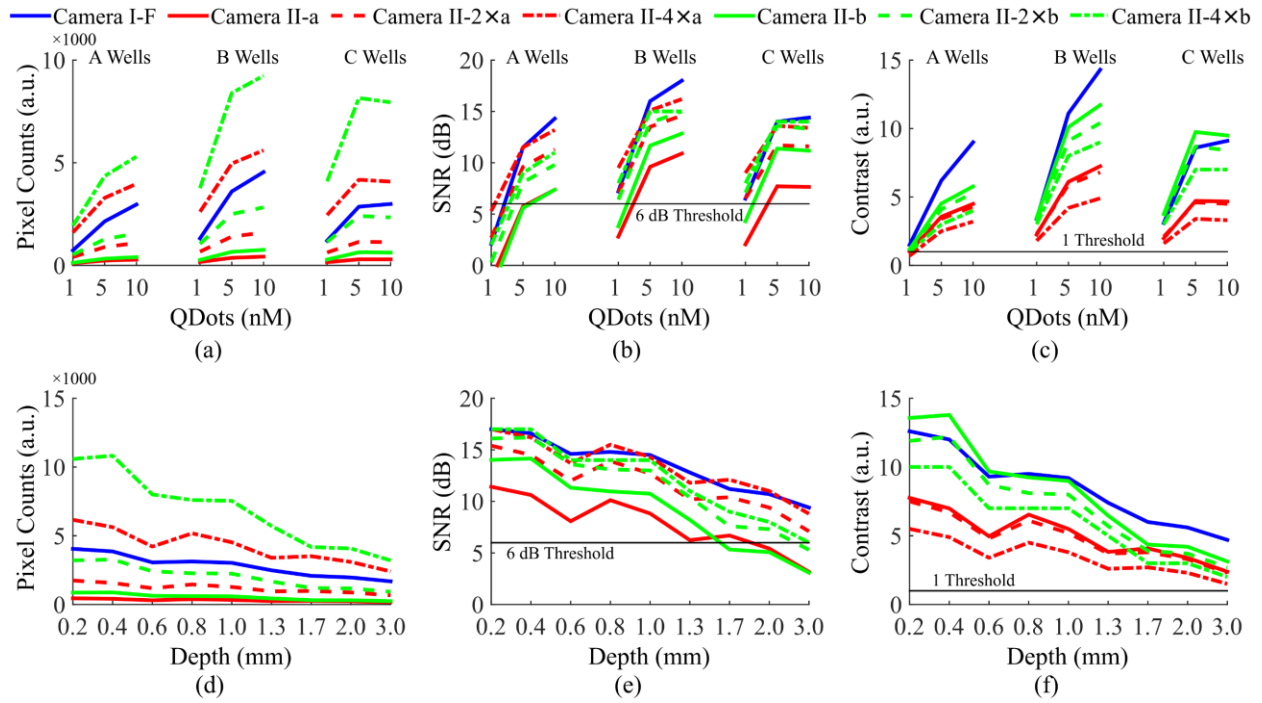 Camera I-F Camera II-a Camera II-2×a Camera II-4×a Camera II-b Camera II-2×b Camera II-4×b
×1000
Pixel Counts (a.u.)
A Wells B Wells C Wells
10
5
0
1 5 10 1 5 10 1 5 10
QDots (nM)
(a)
SNR (dB)
A Wells B Wells C Wells
20
15
10
5
0
6 dB Threshold
1 5 10 1 5 10 1 5 10
QDots (nM)
(b)
Contrast (a.u.)
A Wells B Wells C Wells
15
10
5
0
1 Threshold
1 5 10 1 5 10 1 5 10
QDots (nM)
(c)
×1000
Pixel Counts (a.u.)
15
10
5
0
0.2 0.4 0.6 0.8 1.0 1.3 1.7 2.0 3.0
Depth (mm)
(d)
SNR (dB)
20
15
10
5
0
6 dB Threshold
0.2 0.4 0.6 0.8 1.0 1.3 1.7 2.0 3.0
Depth (mm)
(e)
Contrast (a.u.)
15
10
5
0
1 Threshold
0.2 0.4 0.6 0.8 1.0 1.3 1.7 2.0 3.0
Depth (mm)
(f)